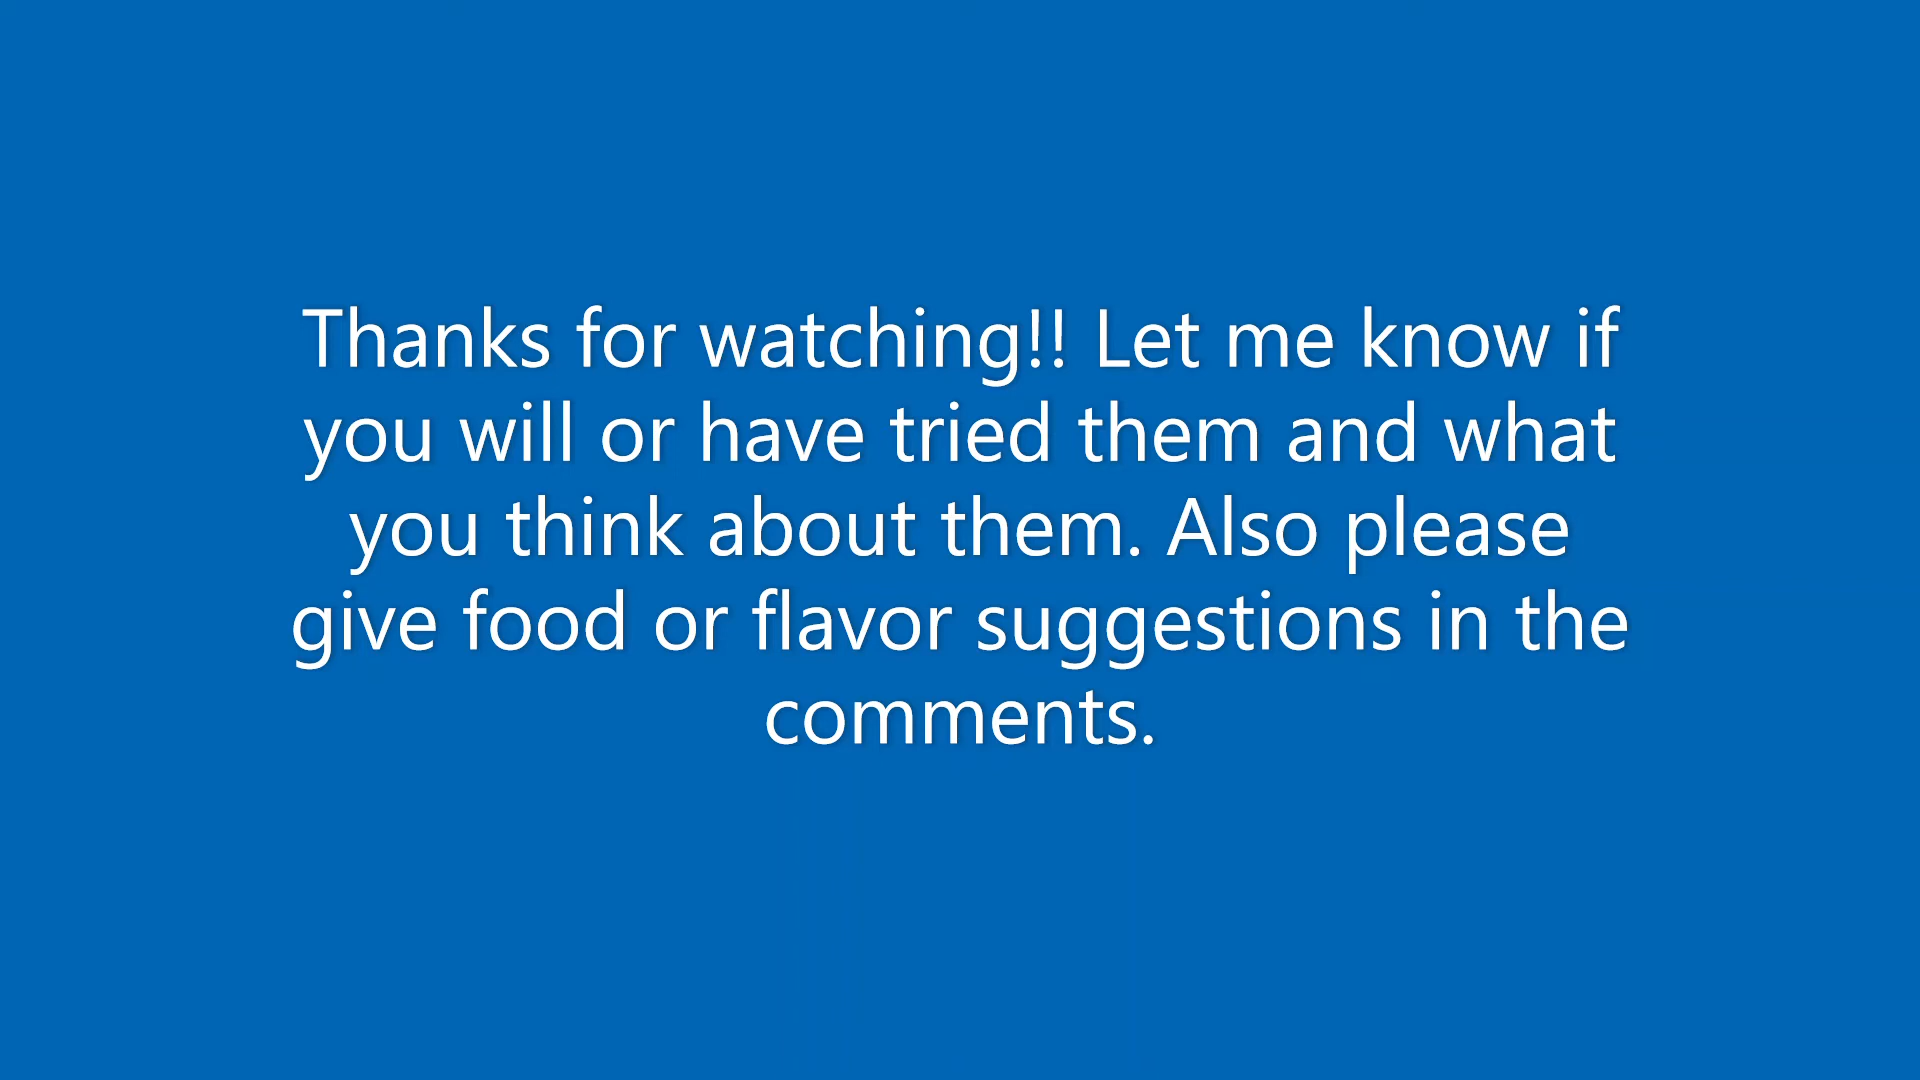 Thanks for watching!! Let me know if
you will or have tried them and what
you think about them. Also please
give food or flavor suggestions in the
comments.